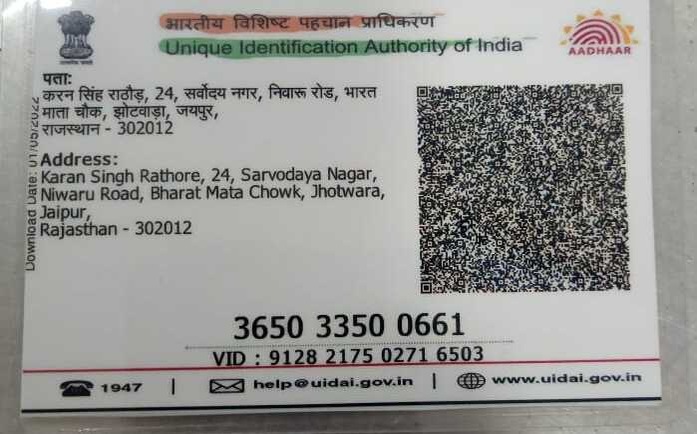 भारतीय विशिष्ट पहचान प्राधिकरण
Unique Identification Authority of India
AADHAAR
पता:
करन सिंह राठौड़, 24, सर्वोदय नगर, निवारू रोड, भारत
माता चौक, झोटवाड़ा, जयपुर,
राजस्थान - 302012
Address:
Karan Singh Rathore, 24, Sarvodaya Nagar,
Niwaru Road, Bharat Mata Chowk, Jhotwara,
Jaipur,
Rajasthan - 302012
Download Date: 01/05/2022
3650 3350 0661
VID : 9128 2175 0271 6503
1947 | help@uidai.gov.in | www.uidai.gov.in